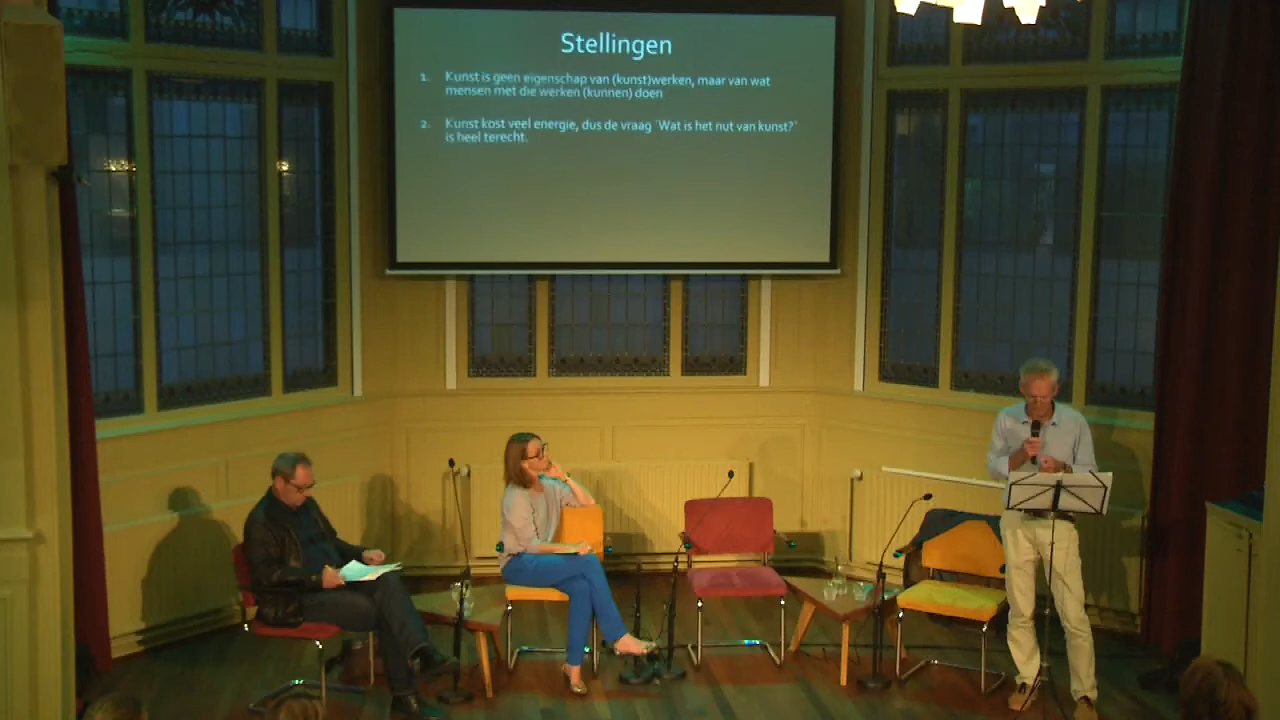 Stellingen
1. Kunst is geen eigenschap van (kunst)werken, maar van wat
mensen met die werken (kunnen) doen
2. Kunst kost veel energie, dus de vraag 'Wat is het nut van kunst?'
is heel terecht.